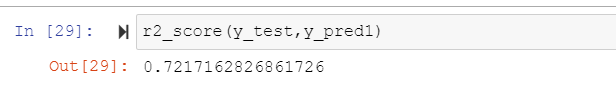 In [29]: r2_score(y_test,y_pred1)
Out[29]: 0.7217162826861726